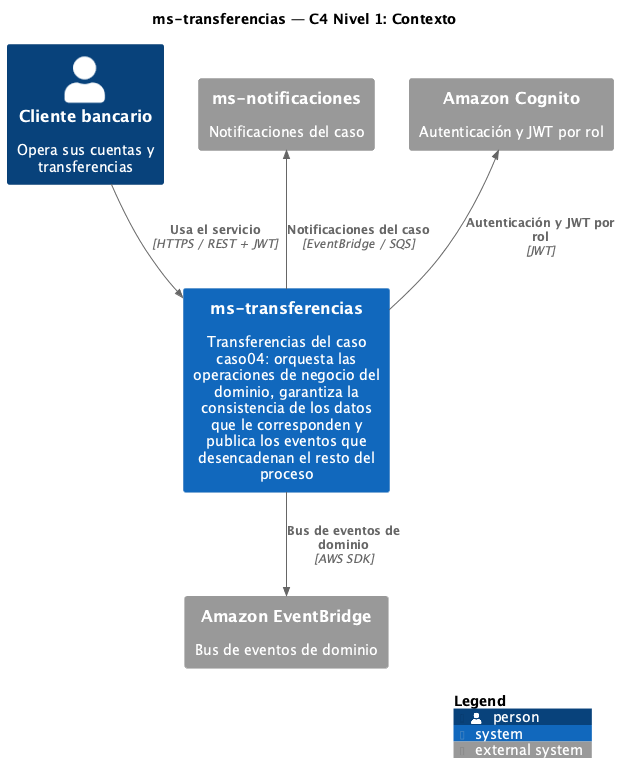 ms-transferencias — C4 Nivel 1: Contexto
Cliente bancario
Opera sus cuentas y
transferencias
ms-notificaciones
Notificaciones del caso
Amazon Cognito
Autenticación y JWT por rol
Usa el servicio
[HTTPS / REST + JWT]
Notificaciones del caso
[EventBridge / SQS]
Autenticación y JWT por
rol
[JWT]
ms-transferencias
Transferencias del caso
caso04: orquesta las
operaciones de negocio del
dominio, garantiza la
consistencia de los datos
que le corresponden y
publica los eventos que
desencadenan el resto del
proceso
Bus de eventos de
dominio
[AWS SDK]
Amazon EventBridge
Bus de eventos de dominio
Legend
person
system
external system